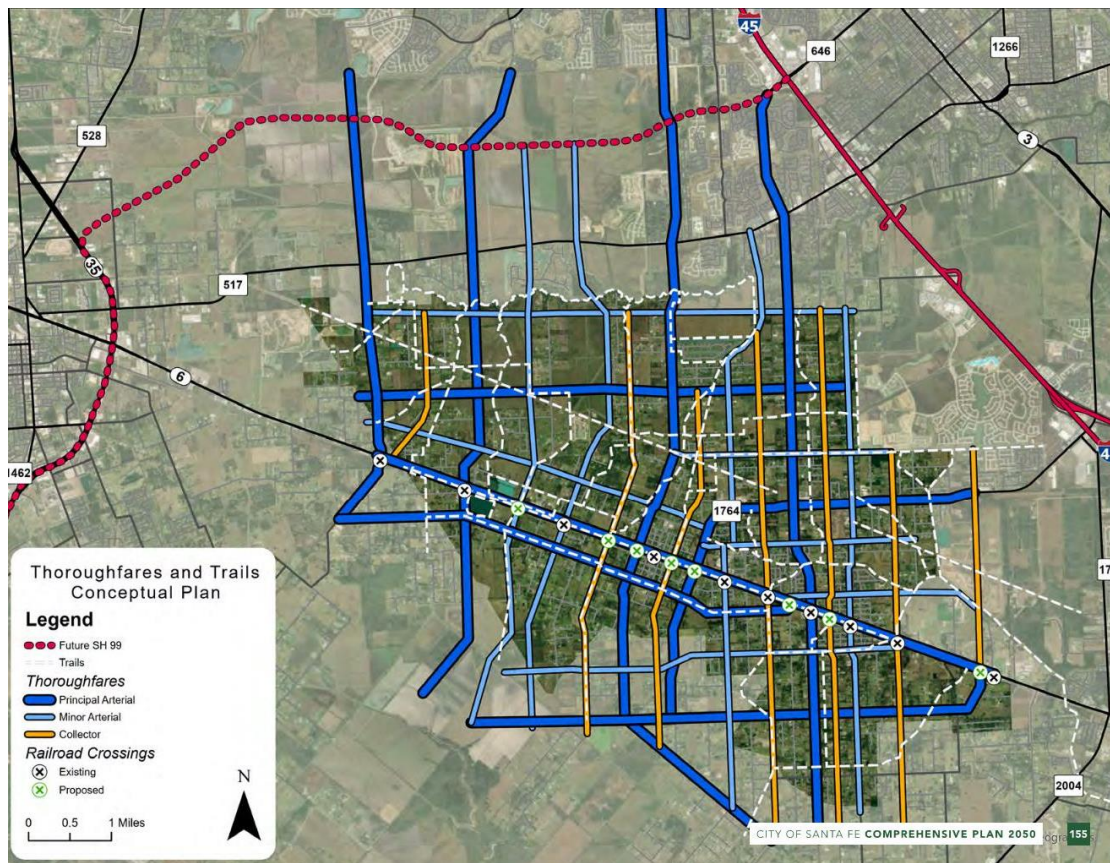 45
646
1266
528
3
35
517
6
1462
1764
17
2004
Thoroughfares and Trails
Conceptual Plan
Legend
Future SH 99
Trails
Thoroughfares
Principal Arterial
Minor Arterial
Collector
Railroad Crossings
Existing
Proposed
N
0 0.5 1 Miles
CITY OF SANTA FE COMPREHENSIVE PLAN 2050
155